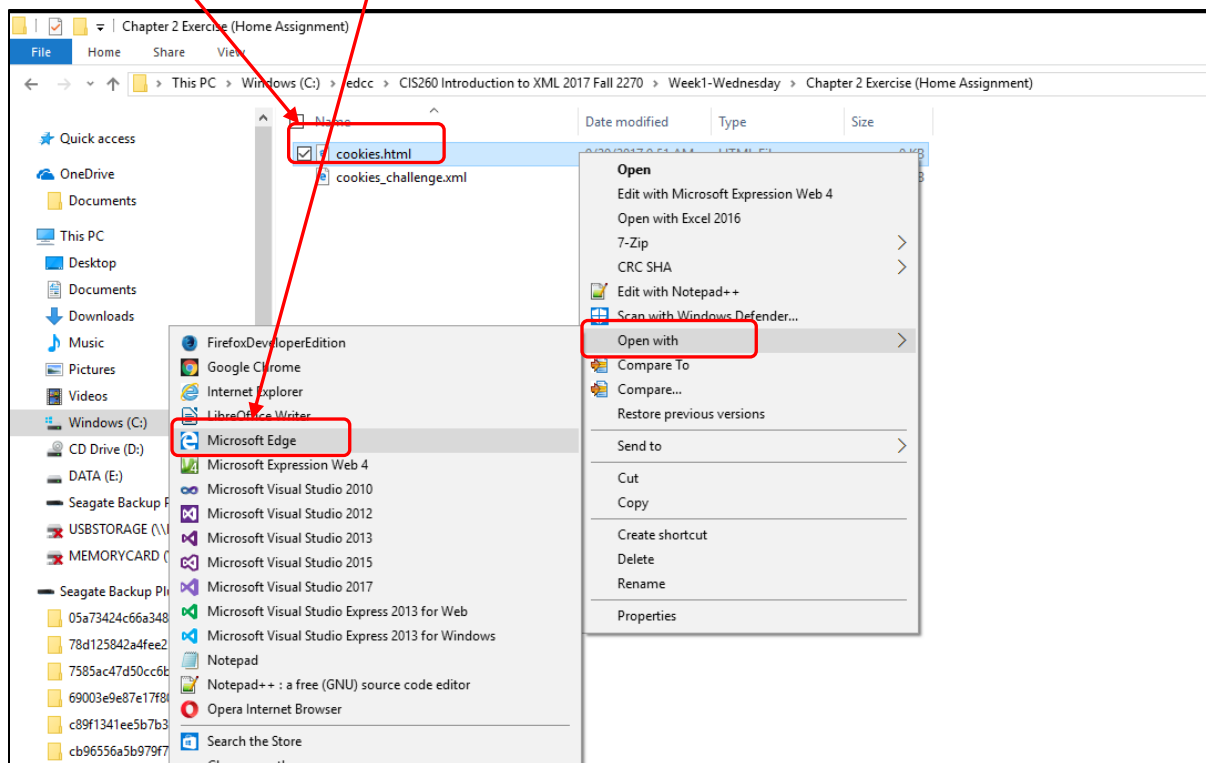 Chapter 2 Exercise (Home Assignment)
File Home Share View
This PC > Windows (C:) > edcc > CIS260 Introduction to XML 2017 Fall 2270 > Week1-Wednesday > Chapter 2 Exercise (Home Assignment)
Name Date modified Type Size
Quick access
OneDrive
Documents
This PC
Desktop
Documents
Downloads
Music
Pictures
Videos
Windows (C:)
CD Drive (D:)
DATA (E:)
Seagate Backup
USBSTORAGE (\\
MEMORYCARD (
Seagate Backup Pl
05a73424c66a348
78d125842a4fee2
7585ac47d50cc6b
69003e9e87e17f8
c89f1341ee5b7b3
cb96556a5b979f7
cookies.html
cookies_challenge.xml
Open
Edit with Microsoft Expression Web 4
Open with Excel 2016
7-Zip
CRC SHA
Edit with Notepad++
Scan with Windows Defender...
Open with
Compare To
Compare...
Restore previous versions
Send to
Cut
Copy
Create shortcut
Delete
Rename
Properties
FirefoxDeveloperEdition
Google Chrome
Internet Explorer
LibreOffice Writer
Microsoft Edge
Microsoft Expression Web 4
Microsoft Visual Studio 2010
Microsoft Visual Studio 2012
Microsoft Visual Studio 2013
Microsoft Visual Studio 2015
Microsoft Visual Studio 2017
Microsoft Visual Studio Express 2013 for Web
Microsoft Visual Studio Express 2013 for Windows
Notepad
Notepad++ : a free (GNU) source code editor
Opera Internet Browser
Search the Store